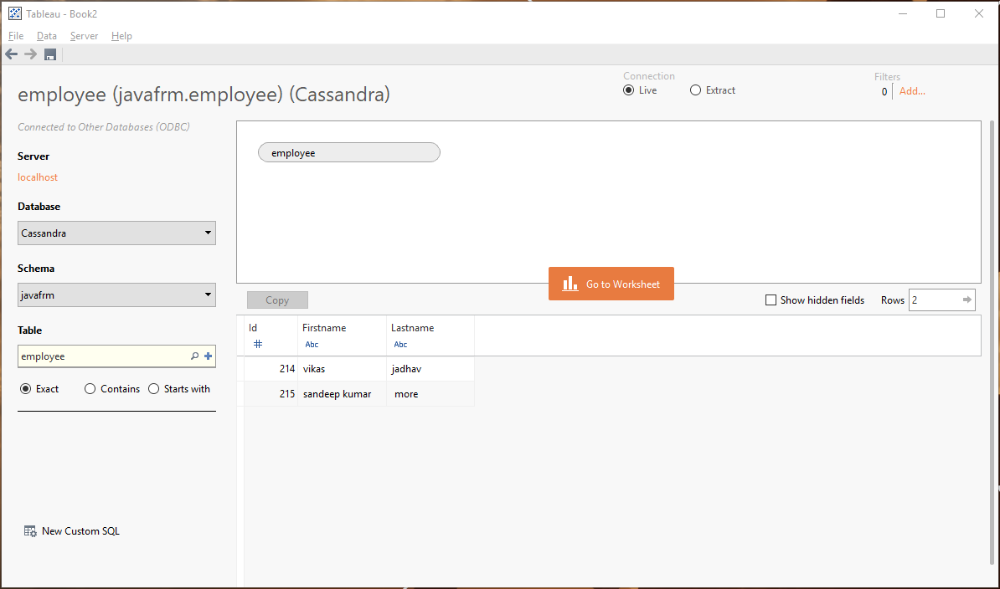 Tableau - Book2
File Data Server Help
employee (javafrm.employee) (Cassandra)
Connection
Live Extract
Filters
0 Add...
Connected to Other Databases (ODBC)
Server
localhost
Database
Cassandra
Schema
javafrm
Table
employee
Exact Contains Starts with
New Custom SQL
employee
Go to Worksheet
Copy
Show hidden fields Rows 2
Id Firstname Lastname
# Abc Abc
214 vikas jadhav
215 sandeep kumar more